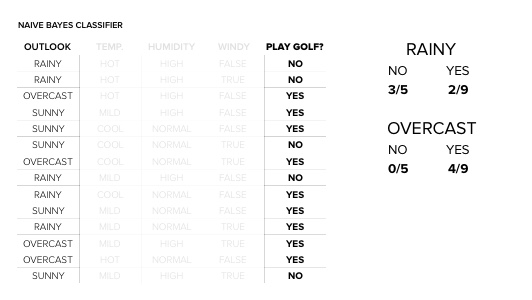 NAIVE BAYES CLASSIFIER
OUTLOOK TEMP. HUMIDITY WINDY PLAY GOLF?
RAINY HOT HIGH FALSE NO
RAINY HOT HIGH TRUE NO
OVERCAST HOT HIGH FALSE YES
SUNNY MILD HIGH FALSE YES
SUNNY COOL NORMAL FALSE YES
SUNNY COOL NORMAL TRUE NO
OVERCAST COOL NORMAL TRUE YES
RAINY MILD HIGH FALSE NO
RAINY COOL NORMAL FALSE YES
SUNNY MILD NORMAL FALSE YES
RAINY MILD NORMAL TRUE YES
OVERCAST MILD HIGH TRUE YES
OVERCAST HOT NORMAL FALSE YES
SUNNY MILD HIGH TRUE NO
RAINY
NO YES
3/5 2/9
OVERCAST
NO YES
0/5 4/9